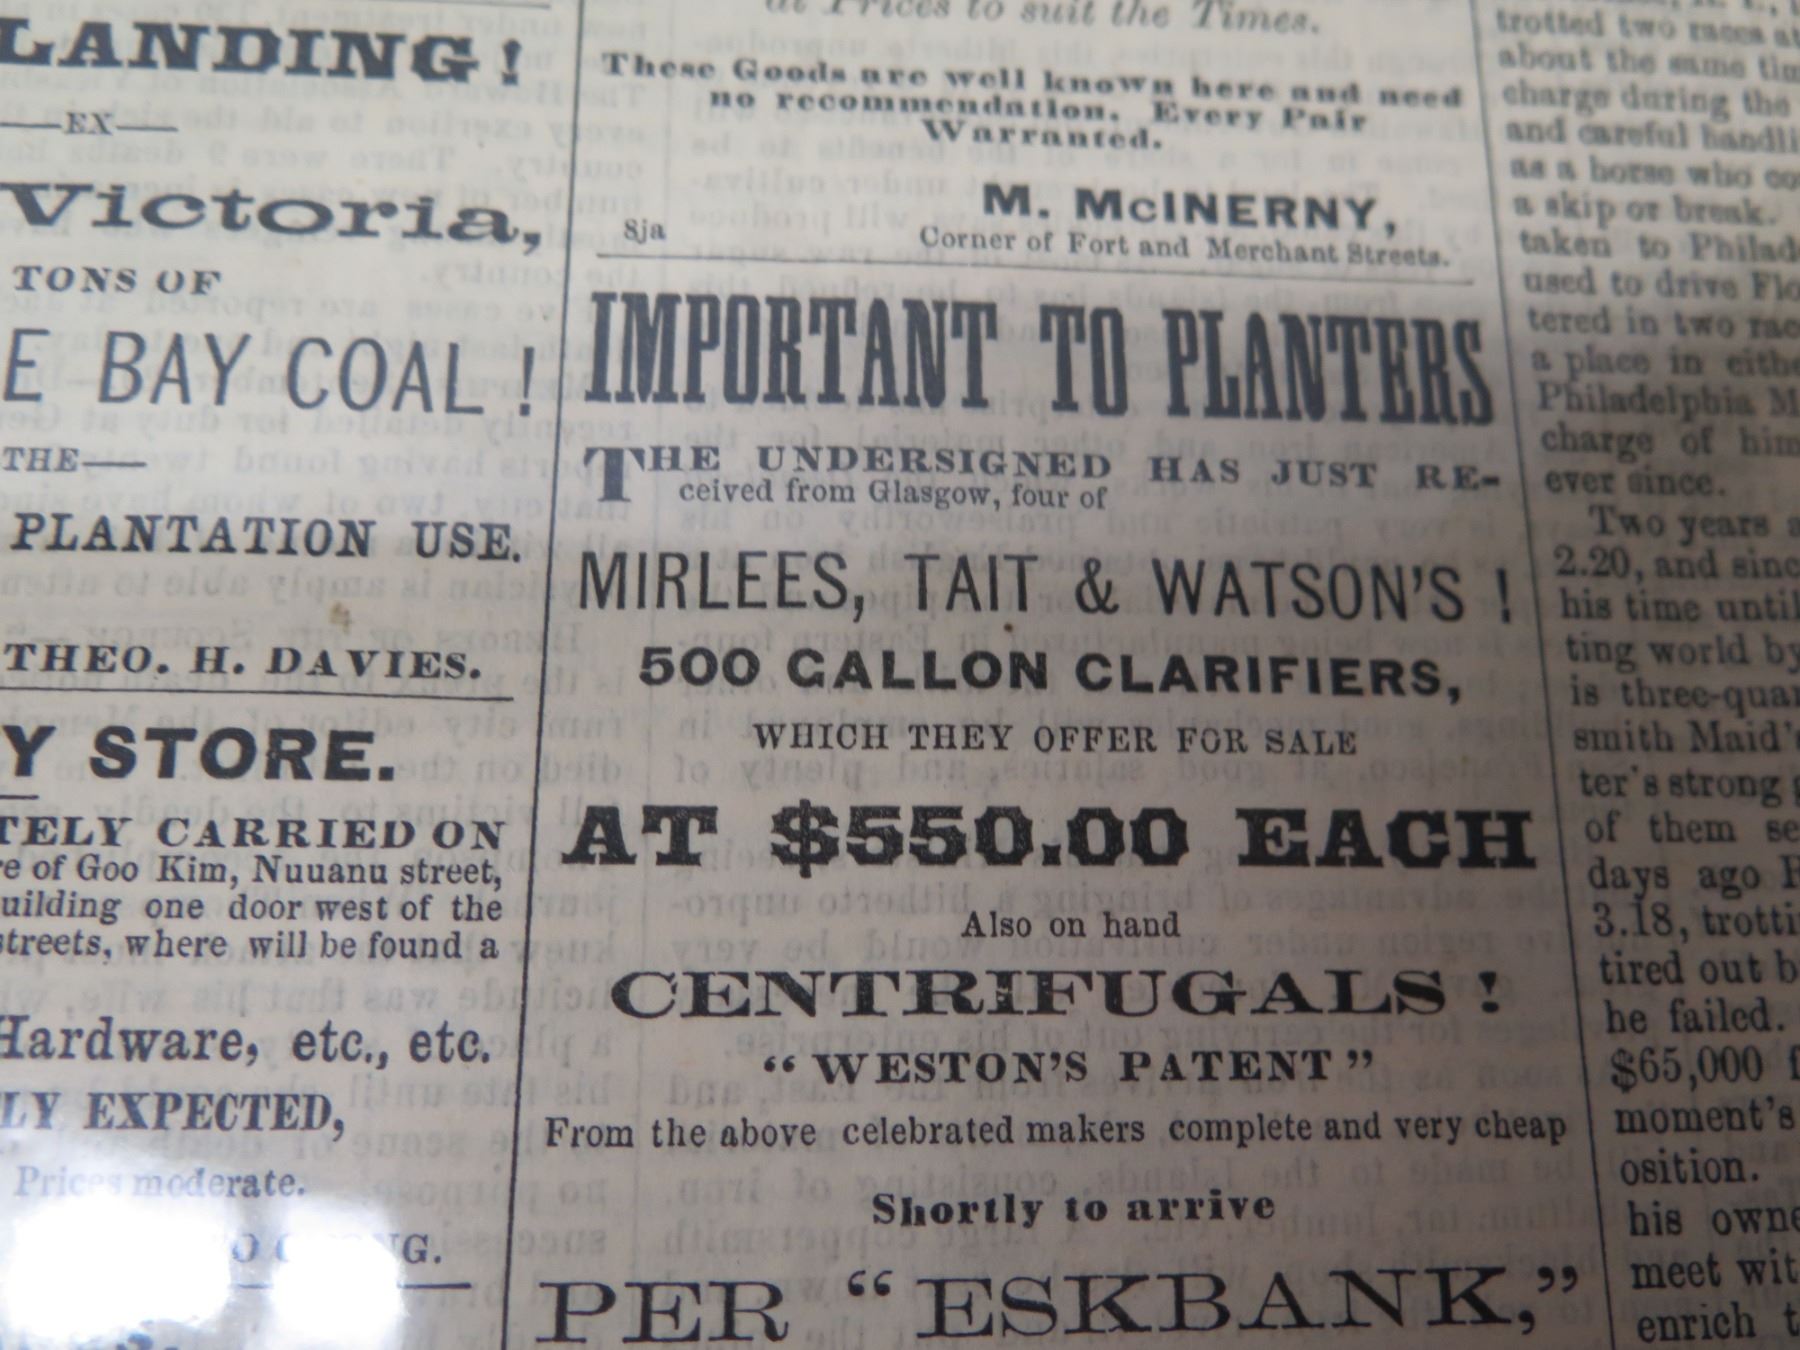 LANDING!
EX
Victoria,
TONS OF
E BAY COAL!
THE
PLANTATION USE.
THEO. H. DAVIES.
Y STORE.
TELY CARRIED ON
re of Goo Kim, Nuuanu street,
uilding one door west of the
streets, where will be found a
Hardware, etc., etc.
LY EXPECTED,
Prices moderate.
NG.
at Prices to suit the Times.
These Goods are well known here and need
no recommendation. Every Pair
Warranted.
M. McINERNY,
8ja Corner of Fort and Merchant Streets.
IMPORTANT TO PLANTERS
THE UNDERSIGNED HAS JUST RE-
ceived from Glasgow, four of
MIRLEES, TAIT & WATSON'S!
500 GALLON CLARIFIERS,
WHICH THEY OFFER FOR SALE
AT $550.00 EACH
Also on hand
CENTRIFUGALS!
"WESTON'S PATENT"
From the above celebrated makers complete and very cheap
Shortly to arrive
PER "ESKBANK,"
trotted two races at
about the same tim
charge during the
and careful handli
as a horse who co
a skip or break.
taken to Philad
used to drive Flo
tered in two rac
a place in eithe
Philadelphia M
charge of him
ever since.
Two years a
2.20, and sinc
his time until
ting world by
is three-quar
smith Maid's
ter's strong
of them se
days ago
3.18, trotti
tired out b
he failed.
$65,000 f
moment's
osition.
his owne
meet wit
enrich t